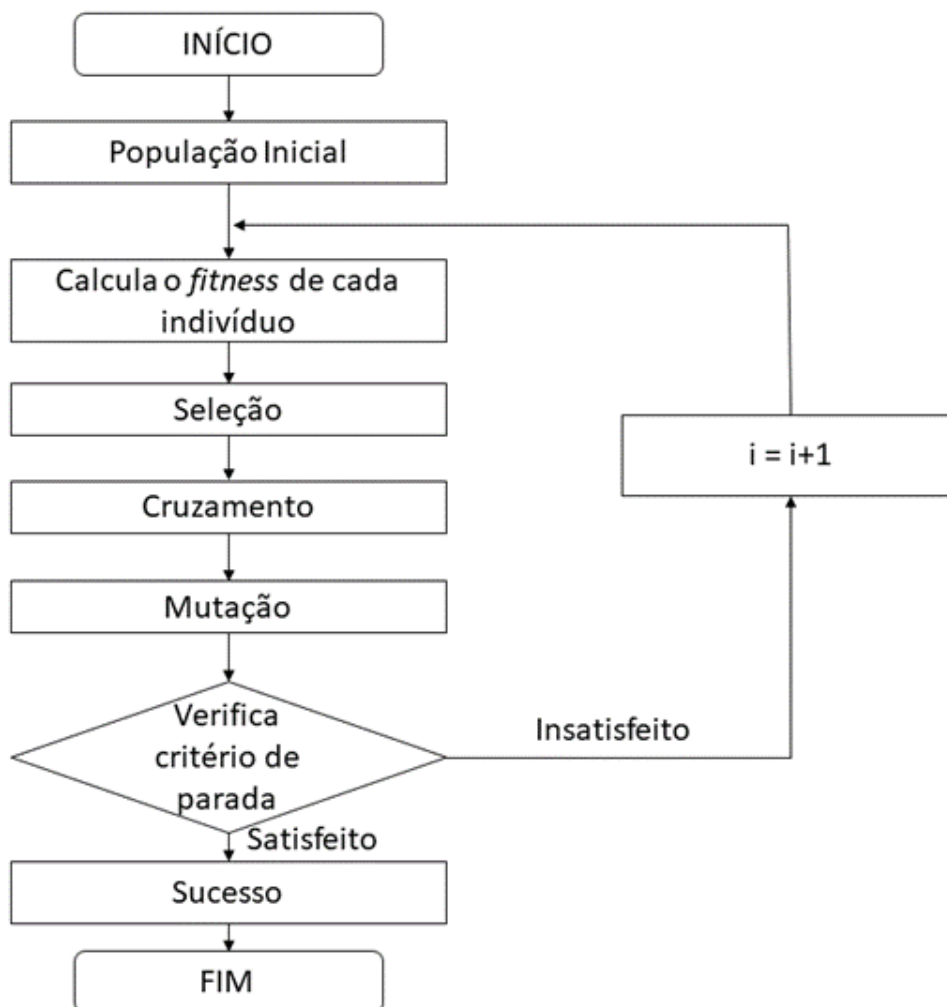 INÍCIO
População Inicial
Calcula o fitness de cada
indivíduo
Seleção
i = i+1
Cruzamento
Mutação
Verifica
critério de
parada
Insatisfeito
Satisfeito
Sucesso
FIM